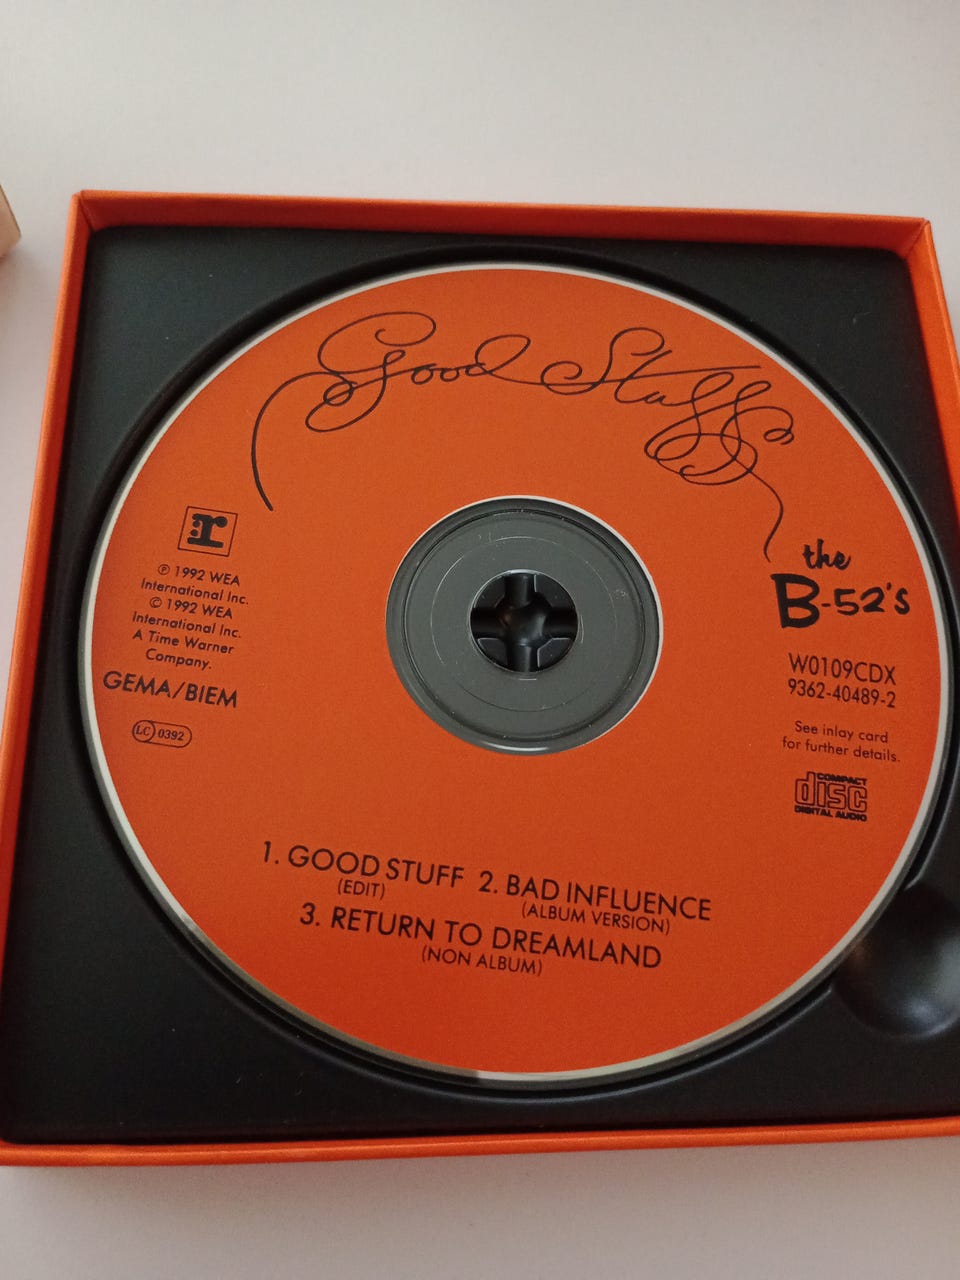 Good Stuff
r
℗ 1992 WEA
International Inc.
© 1992 WEA
International Inc.
A Time Warner
Company.
GEMA/BIEM
LC 0392
the
B-52's
W0109CDX
9362-40489-2
See inlay card
for further details.
COMPACT
disc
DIGITAL AUDIO
1. GOOD STUFF 2. BAD INFLUENCE
(EDIT) (ALBUM VERSION)
3. RETURN TO DREAMLAND
(NON ALBUM)